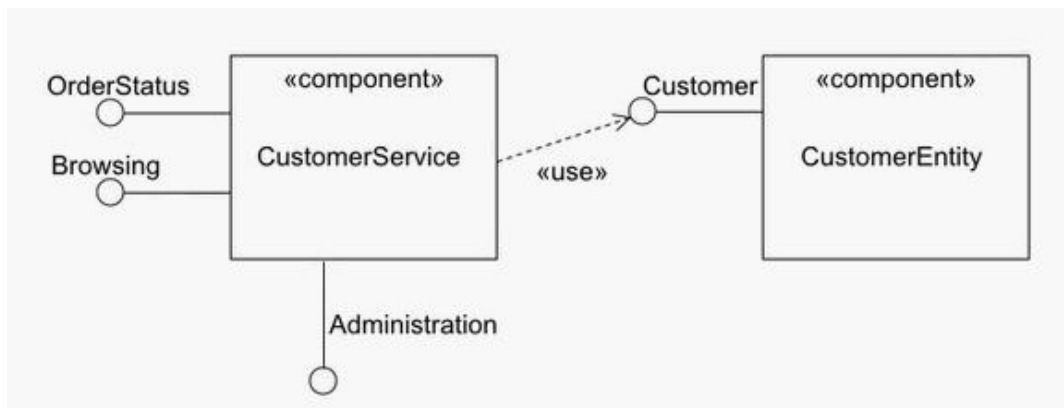 OrderStatus
«component»
Customer
«component»
Browsing
CustomerService
«use»
CustomerEntity
Administration